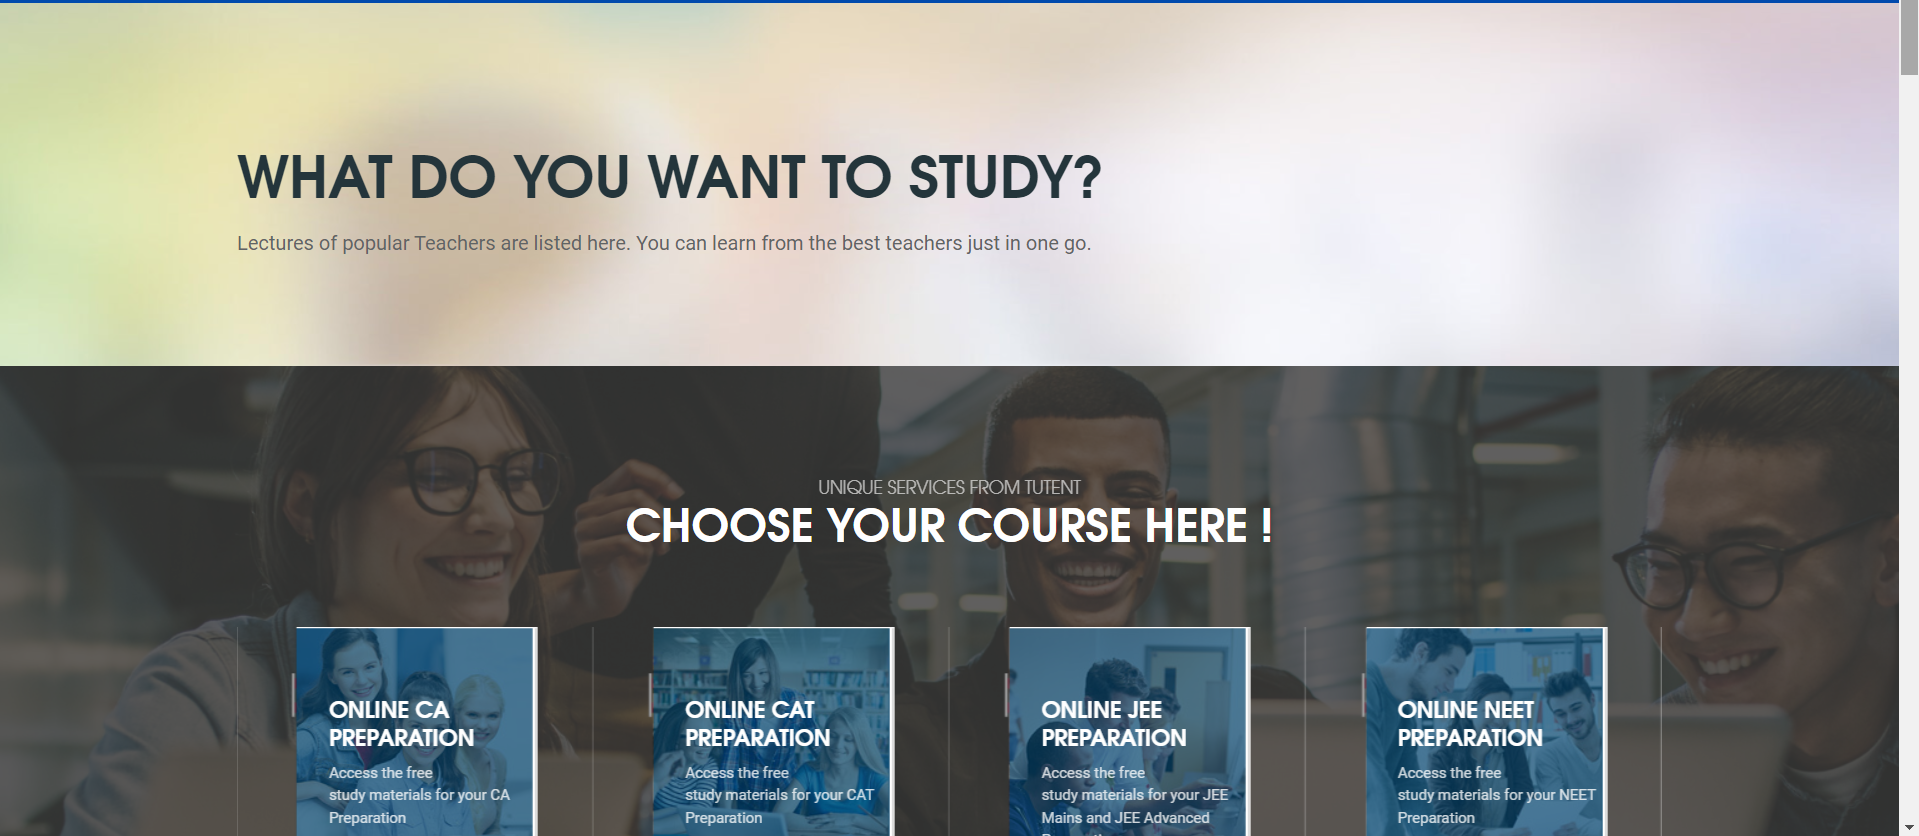 WHAT DO YOU WANT TO STUDY?
Lectures of popular Teachers are listed here. You can learn from the best teachers just in one go.
UNIQUE SERVICES FROM TUTENT
CHOOSE YOUR COURSE HERE !
ONLINE CA
PREPARATION
Access the free
study materials for your CA
Preparation
ONLINE CAT
PREPARATION
Access the free
study materials for your CAT
Preparation
ONLINE JEE
PREPARATION
Access the free
study materials for your JEE
Mains and JEE Advanced
ONLINE NEET
PREPARATION
Access the free
study materials for your NEET
Preparation